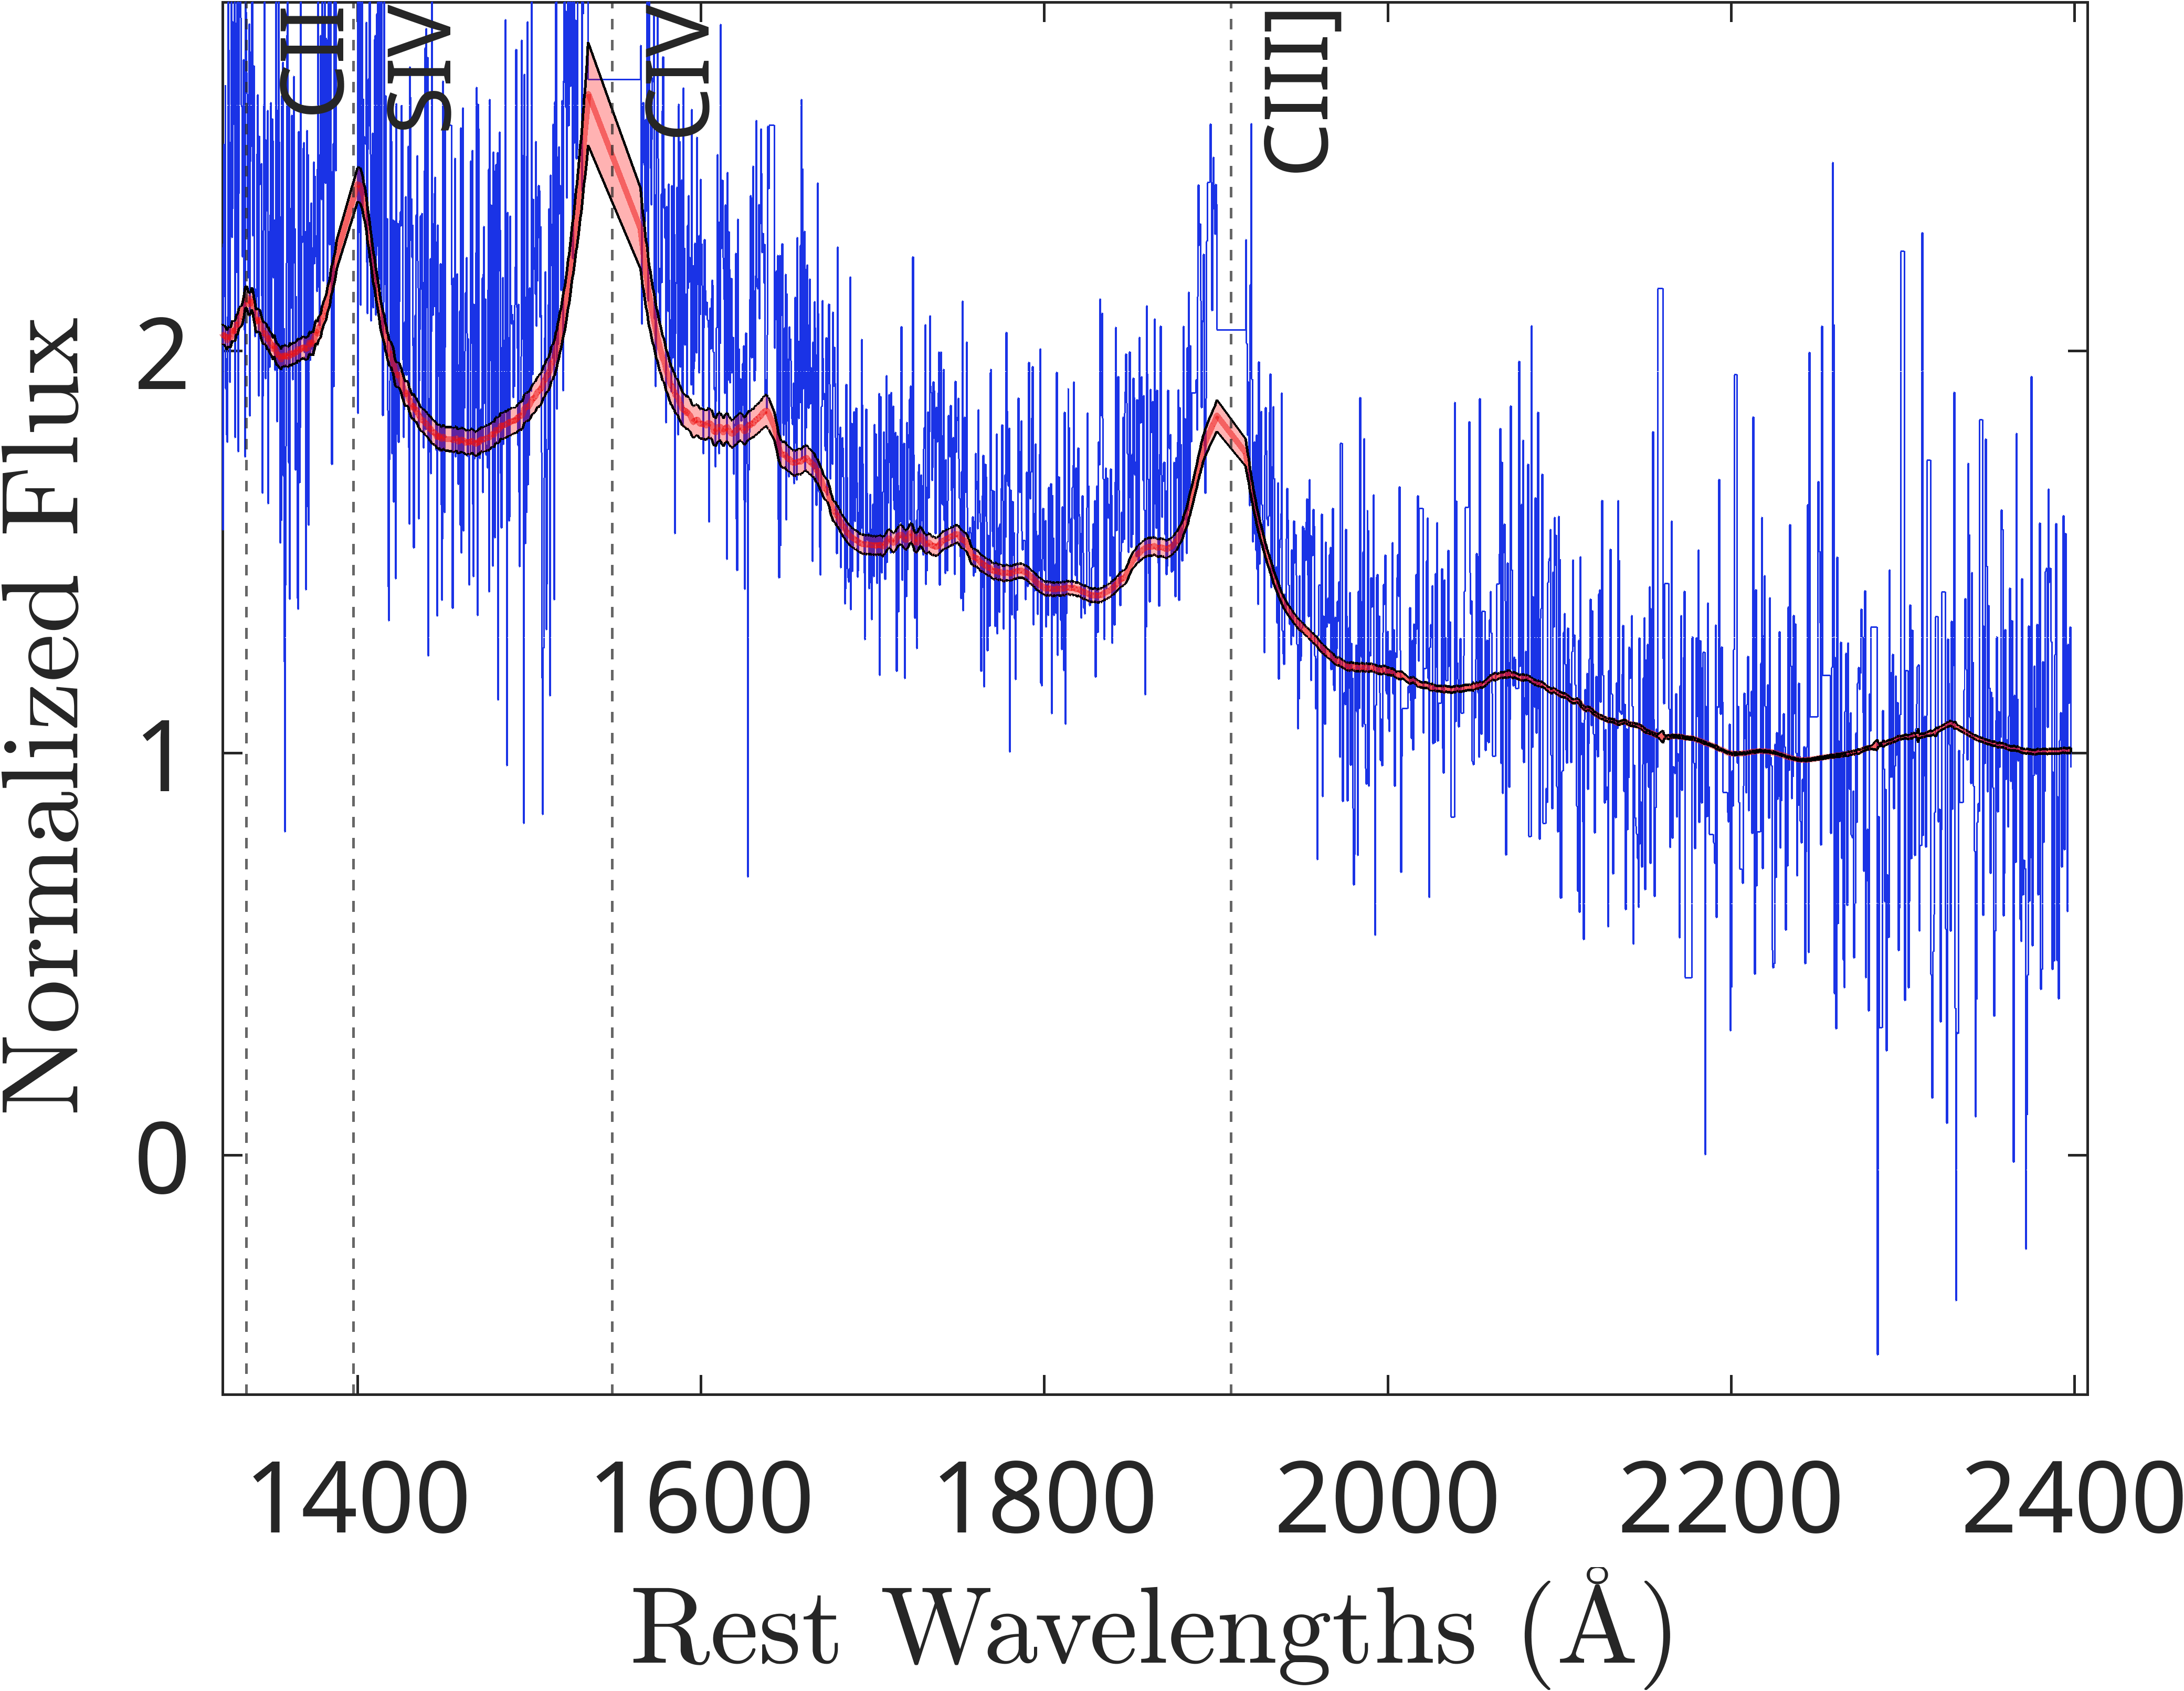 CII
SIV
CIV
CIII]
Normalized Flux
2
1
0
1400 1600 1800 2000 2200 2400
Rest Wavelengths (Å)